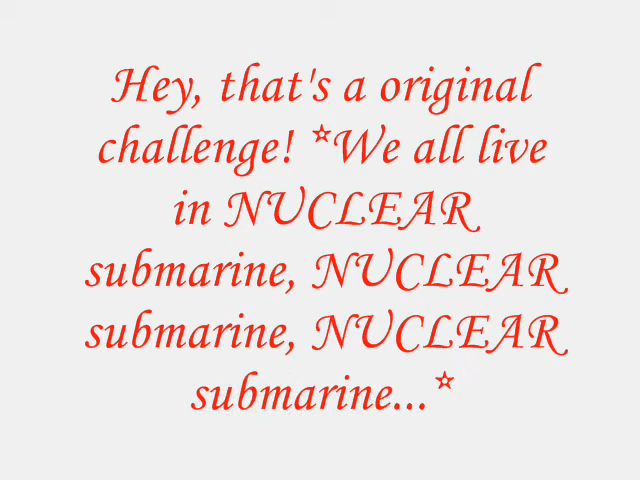 Hey, that's a original
challenge! *We all live
in NUCLEAR
submarine, NUCLEAR
submarine, NUCLEAR
submarine...*